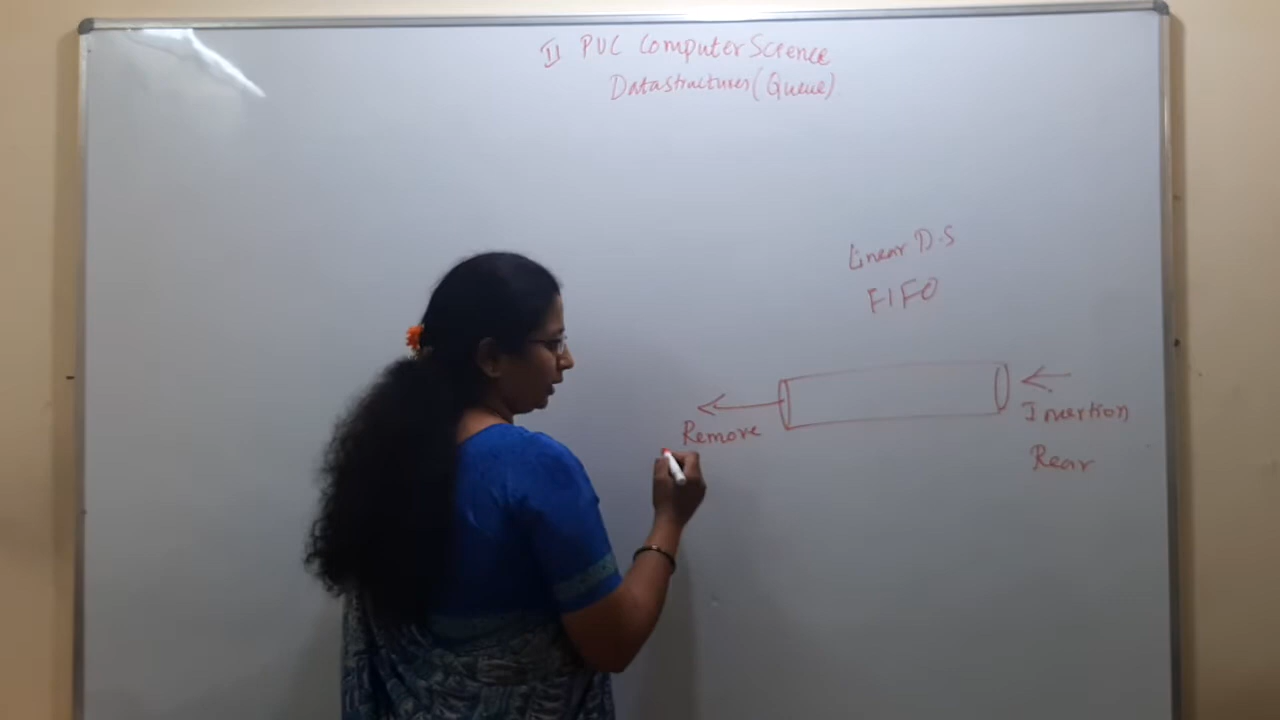 II PUC Computer Science
Datastructures (Queue)
Linear D.S
FIFO
Insertion
Remove
Rear